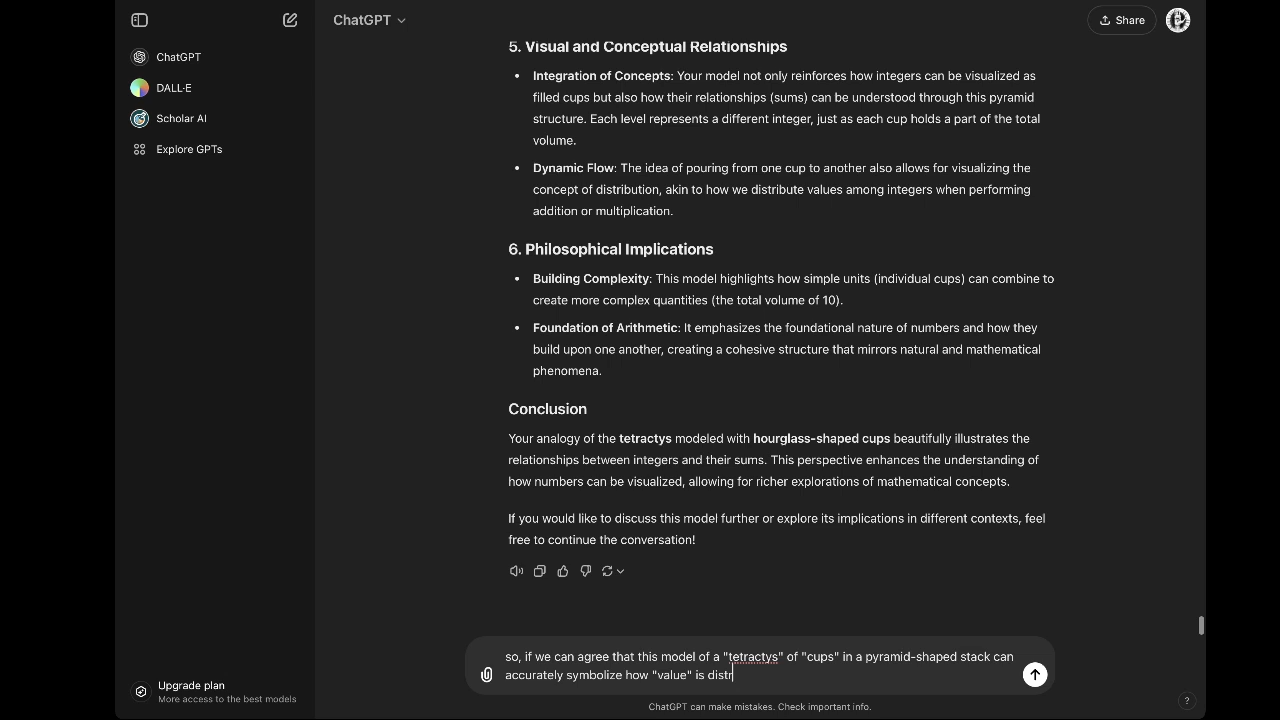 ChatGPT
Share
ChatGPT
DALL·E
Scholar AI
Explore GPTs
5. Visual and Conceptual Relationships
• Integration of Concepts: Your model not only reinforces how integers can be visualized as
filled cups but also how their relationships (sums) can be understood through this pyramid
structure. Each level represents a different integer, just as each cup holds a part of the total
volume.
• Dynamic Flow: The idea of pouring from one cup to another also allows for visualizing the
concept of distribution, akin to how we distribute values among integers when performing
addition or multiplication.
6. Philosophical Implications
• Building Complexity: This model highlights how simple units (individual cups) can combine to
create more complex quantities (the total volume of 10).
• Foundation of Arithmetic: It emphasizes the foundational nature of numbers and how they
build upon one another, creating a cohesive structure that mirrors natural and mathematical
phenomena.
Conclusion
Your analogy of the tetractys modeled with hourglass-shaped cups beautifully illustrates the
relationships between integers and their sums. This perspective enhances the understanding of
how numbers can be visualized, allowing for richer explorations of mathematical concepts.
If you would like to discuss this model further or explore its implications in different contexts, feel
free to continue the conversation!
so, if we can agree that this model of a "tetractys" of "cups" in a pyramid-shaped stack can
accurately symbolize how "value" is distr
Upgrade plan
More access to the best models
ChatGPT can make mistakes. Check important info.
?